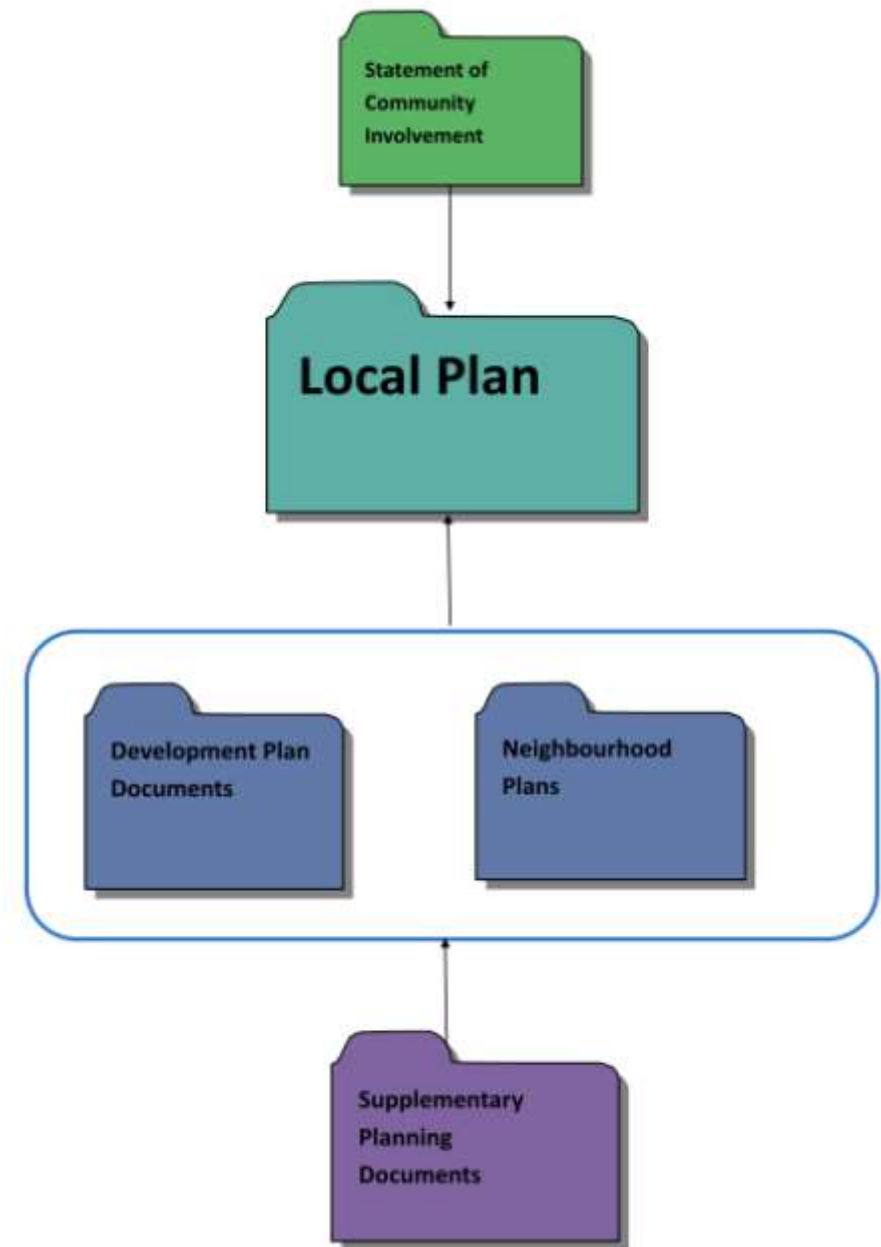 Statement of
Community
Involvement
Local Plan
Development Plan
Documents
Neighbourhood
Plans
Supplementary
Planning
Documents